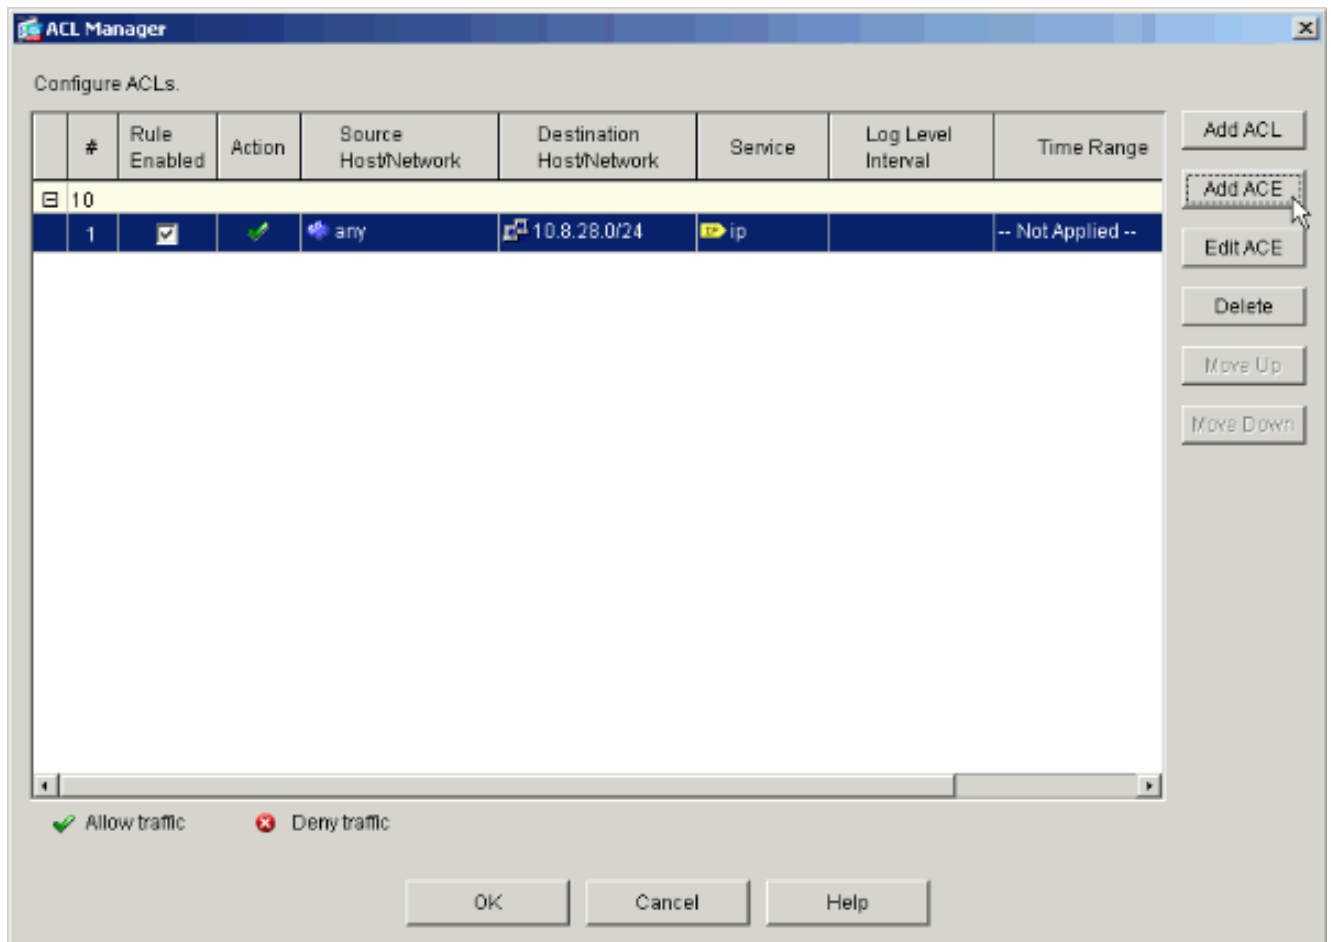 ACL Manager
Configure ACLs.
# Rule Enabled Action Source Host/Network Destination Host/Network Service Log Level Interval Time Range
10
1 any 10.8.28.0/24 IP ip -- Not Applied --
Add ACL
Add ACE
Edit ACE
Delete
Move Up
Move Down
Allow traffic Deny traffic
OK Cancel Help